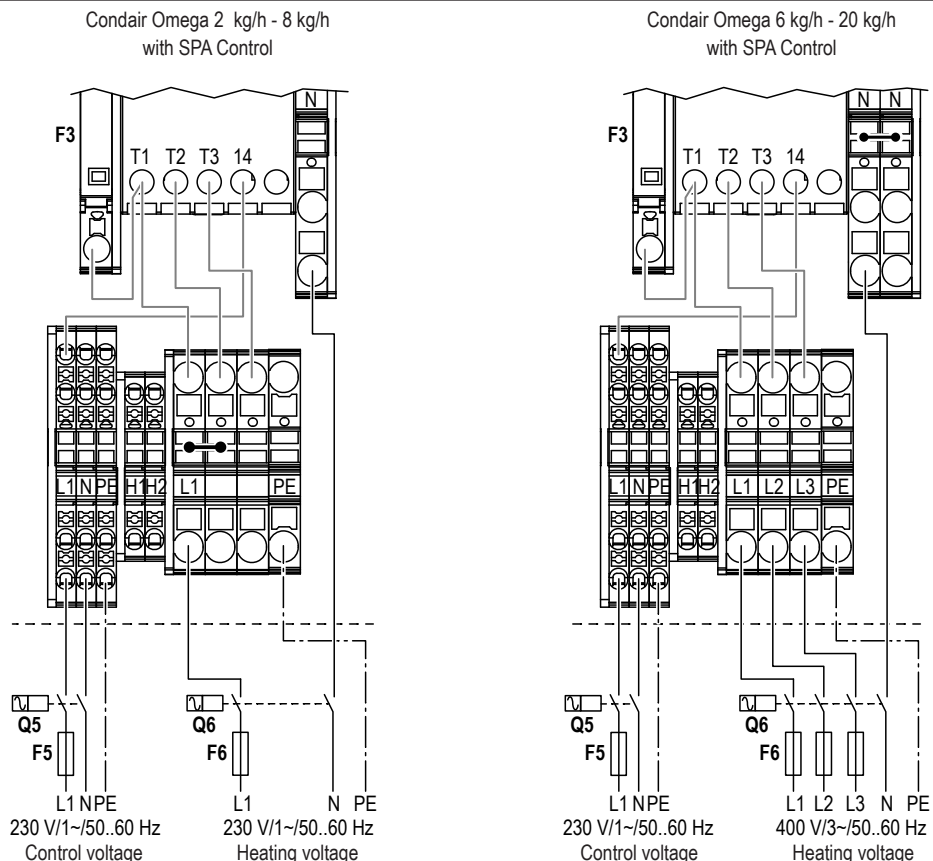 Condair Omega 2 kg/h - 8 kg/h
with SPA Control
N
F3
T1 T2 T3 14
L1 N PE H1 H2 L1 PE
Q5
Q6
F5
F6
L1 N PE
L1 N PE
230 V/1~/50..60 Hz
Control voltage
230 V/1~/50..60 Hz
Heating voltage
Condair Omega 6 kg/h - 20 kg/h
with SPA Control
N N
F3
T1 T2 T3 14
L1 N PE H1 H2 L1 L2 L3 PE
Q5
Q6
F5
F6
L1 N PE
L1 L2 L3 N PE
230 V/1~/50..60 Hz
Control voltage
400 V/3~/50..60 Hz
Heating voltage